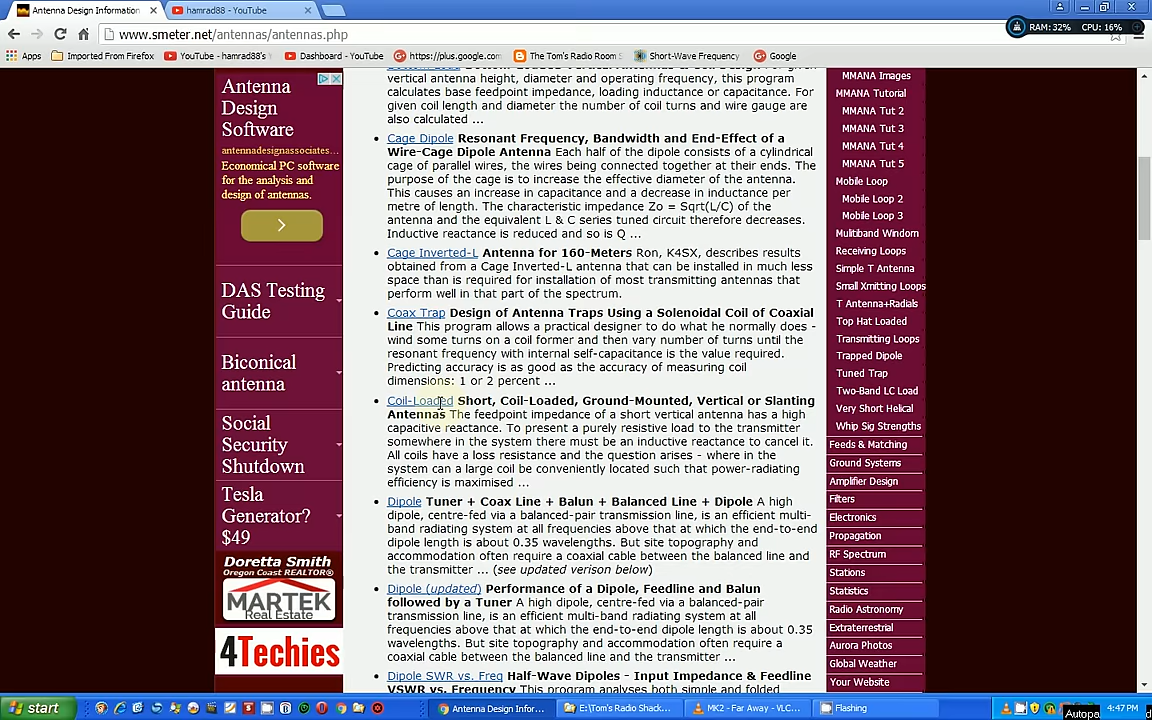 Antenna Design Information
hamrad88 - YouTube
www.smeter.net/antennas/antennas.php
RAM: 32% CPU: 16%
Apps
Imported From Firefox
YouTube - hamrad88's
Dashboard - YouTube
https://plus.google.com
The Tom's Radio Room
Short-Wave Frequency
Google
Antenna
Design
Software
antennadesignassociates...
Economical PC software
for the analysis and
design of antennas.
DAS Testing
Guide
Biconical
antenna
Social
Security
Shutdown
Tesla
Generator?
$49
Doretta Smith
Oregon Coast REALTOR®
MARTEK
Real Estate
4Techies
vertical antenna height, diameter and operating frequency, this program
calculates base feedpoint impedance, loading inductance or capacitance. For
given coil length and diameter the number of coil turns and wire gauge are
also calculated ...
Cage Dipole Resonant Frequency, Bandwidth and End-Effect of a
Wire-Cage Dipole Antenna Each half of the dipole consists of a cylindrical
cage of parallel wires, the wires being connected together at their ends. The
purpose of the cage is to increase the effective diameter of the antenna.
This causes an increase in capacitance and a decrease in inductance per
metre of length. The characteristic impedance Zo = Sqrt(L/C) of the
antenna and the equivalent L & C series tuned circuit therefore decreases.
Inductive reactance is reduced and so is Q ...
Cage Inverted-L Antenna for 160-Meters Ron, K4SX, describes results
obtained from a Cage Inverted-L antenna that can be installed in much less
space than is required for installation of most transmitting antennas that
perform well in that part of the spectrum.
Coax Trap Design of Antenna Traps Using a Solenoidal Coil of Coaxial
Line This program allows a practical designer to do what he normally does -
wind some turns on a coil former and then vary number of turns until the
resonant frequency with internal self-capacitance is the value required.
Predicting accuracy is as good as the accuracy of measuring coil
dimensions: 1 or 2 percent ...
Coil-Loaded Short, Coil-Loaded, Ground-Mounted, Vertical or Slanting
Antennas The feedpoint impedance of a short vertical antenna has a high
capacitive reactance. To present a purely resistive load to the transmitter
somewhere in the system there must be an inductive reactance to cancel it.
All coils have a loss resistance and the question arises - where in the
system can a large coil be conveniently located such that power-radiating
efficiency is maximised ...
Dipole Tuner + Coax Line + Balun + Balanced Line + Dipole A high
dipole, centre-fed via a balanced-pair transmission line, is an efficient multi-
band radiating system at all frequencies above that at which the end-to-end
dipole length is about 0.35 wavelengths. But site topography and
accommodation often require a coaxial cable between the balanced line and
the transmitter ... (see updated verison below)
Dipole (updated) Performance of a Dipole, Feedline and Balun
followed by a Tuner A high dipole, centre-fed via a balanced-pair
transmission line, is an efficient multi-band radiating system at all
frequencies above that at which the end-to-end dipole length is about 0.35
wavelengths. But site topography and accommodation often require a
coaxial cable between the balanced line and the transmitter ...
Dipole SWR vs. Freq Half-Wave Dipoles - Input Impedance & Feedline
VSWR vs. Frequency This program analyses both simple and folded
MMANA Images
MMANA Tutorial
MMANA Tut 2
MMANA Tut 3
MMANA Tut 4
MMANA Tut 5
Mobile Loop
Mobile Loop 2
Mobile Loop 3
Mulitiband Windom
Receiving Loops
Simple T Antenna
Small Xmitting Loops
T Antenna+Radials
Top Hat Loaded
Transmitting Loops
Trapped Dipole
Tuned Trap
Two-Band LC Load
Very Short Helical
Whip Sig Strengths
Feeds & Matching
Ground Systems
Amplifier Design
Filters
Electronics
Propagation
RF Spectrum
Stations
Statistics
Radio Astronomy
Extraterrestrial
Aurora Photos
Global Weather
Your Website
start
Antenna Design Infor...
E:\Tom's Radio Shack...
MK2 - Far Away - VLC...
Flashing
4:47 PM
Autopa